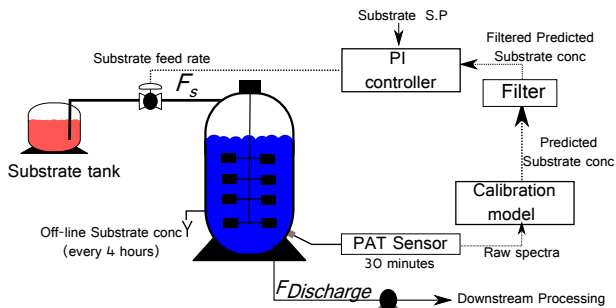 Substrate S.P
Substrate feed rate
F_s
PI
controller
Filtered Predicted
Substrate conc
Filter
Substrate tank
Predicted
Substrate conc
Calibration
model
Off-line Substrate conc
(every 4 hours)
PAT Sensor
30 minutes
Raw spectra
F_Discharge
Downstream Processing